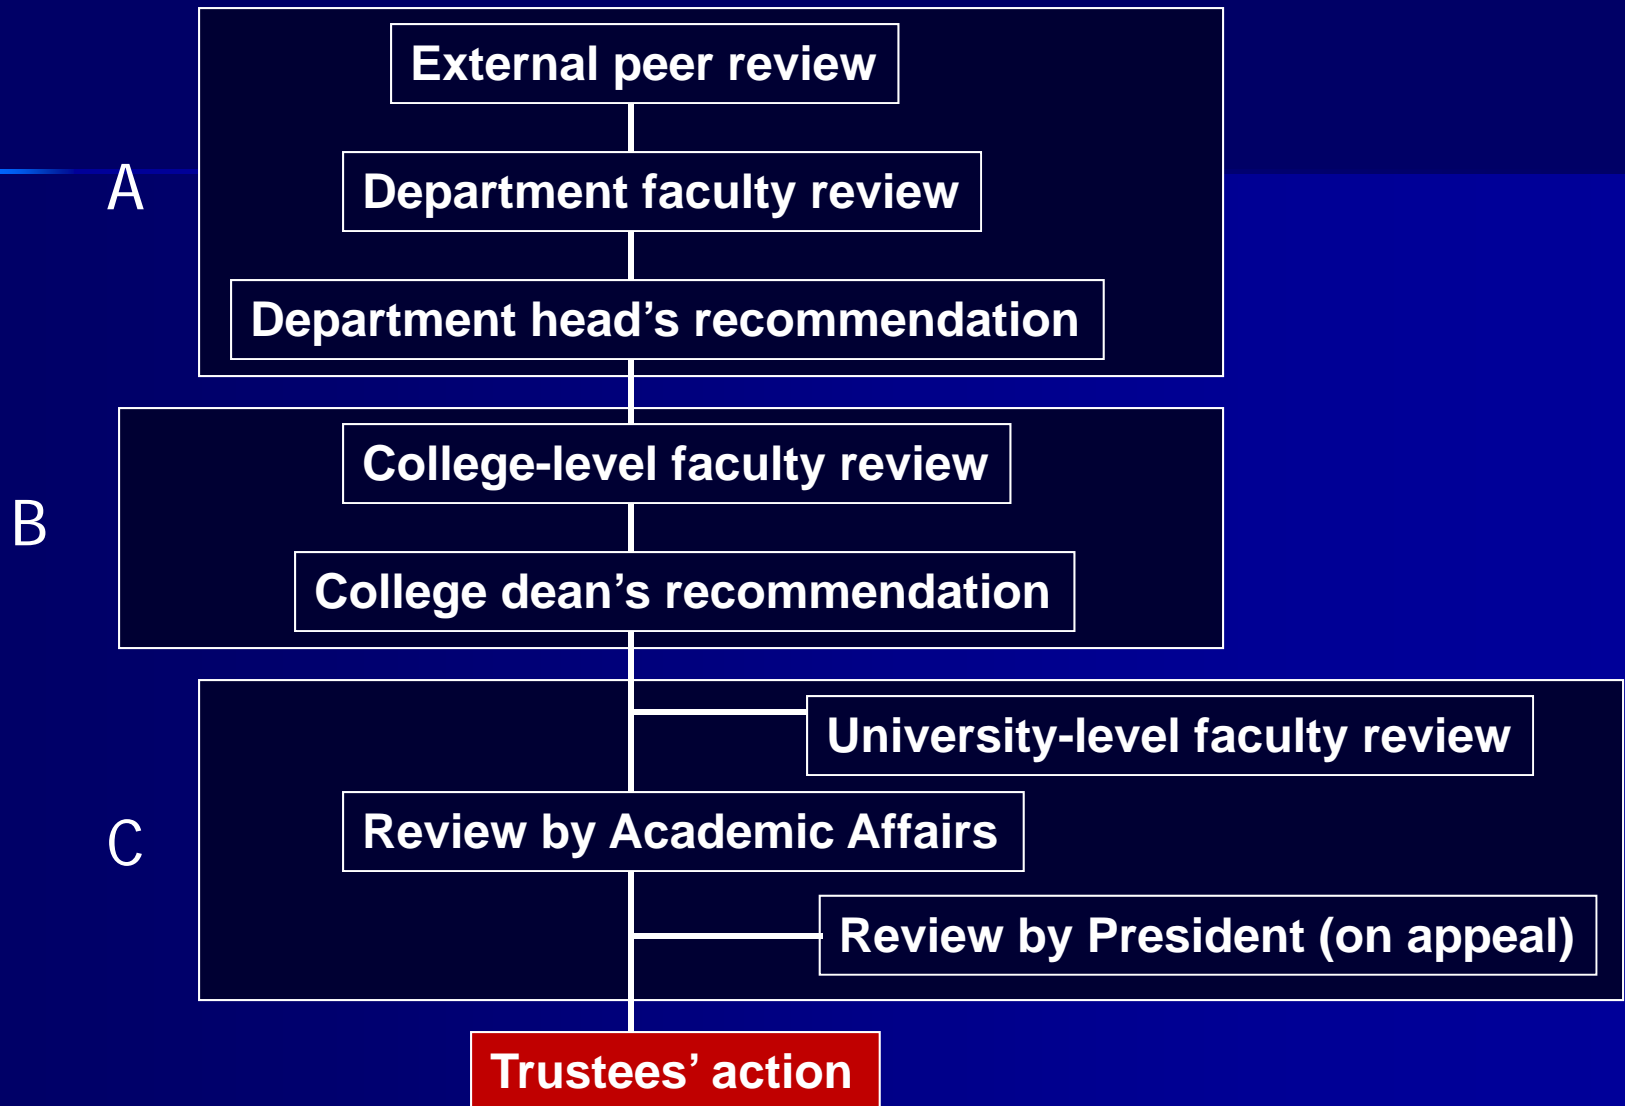 External peer review
A
Department faculty review
Department head’s recommendation
College-level faculty review
B
College dean’s recommendation
University-level faculty review
C
Review by Academic Affairs
Review by President (on appeal)
Trustees’ action